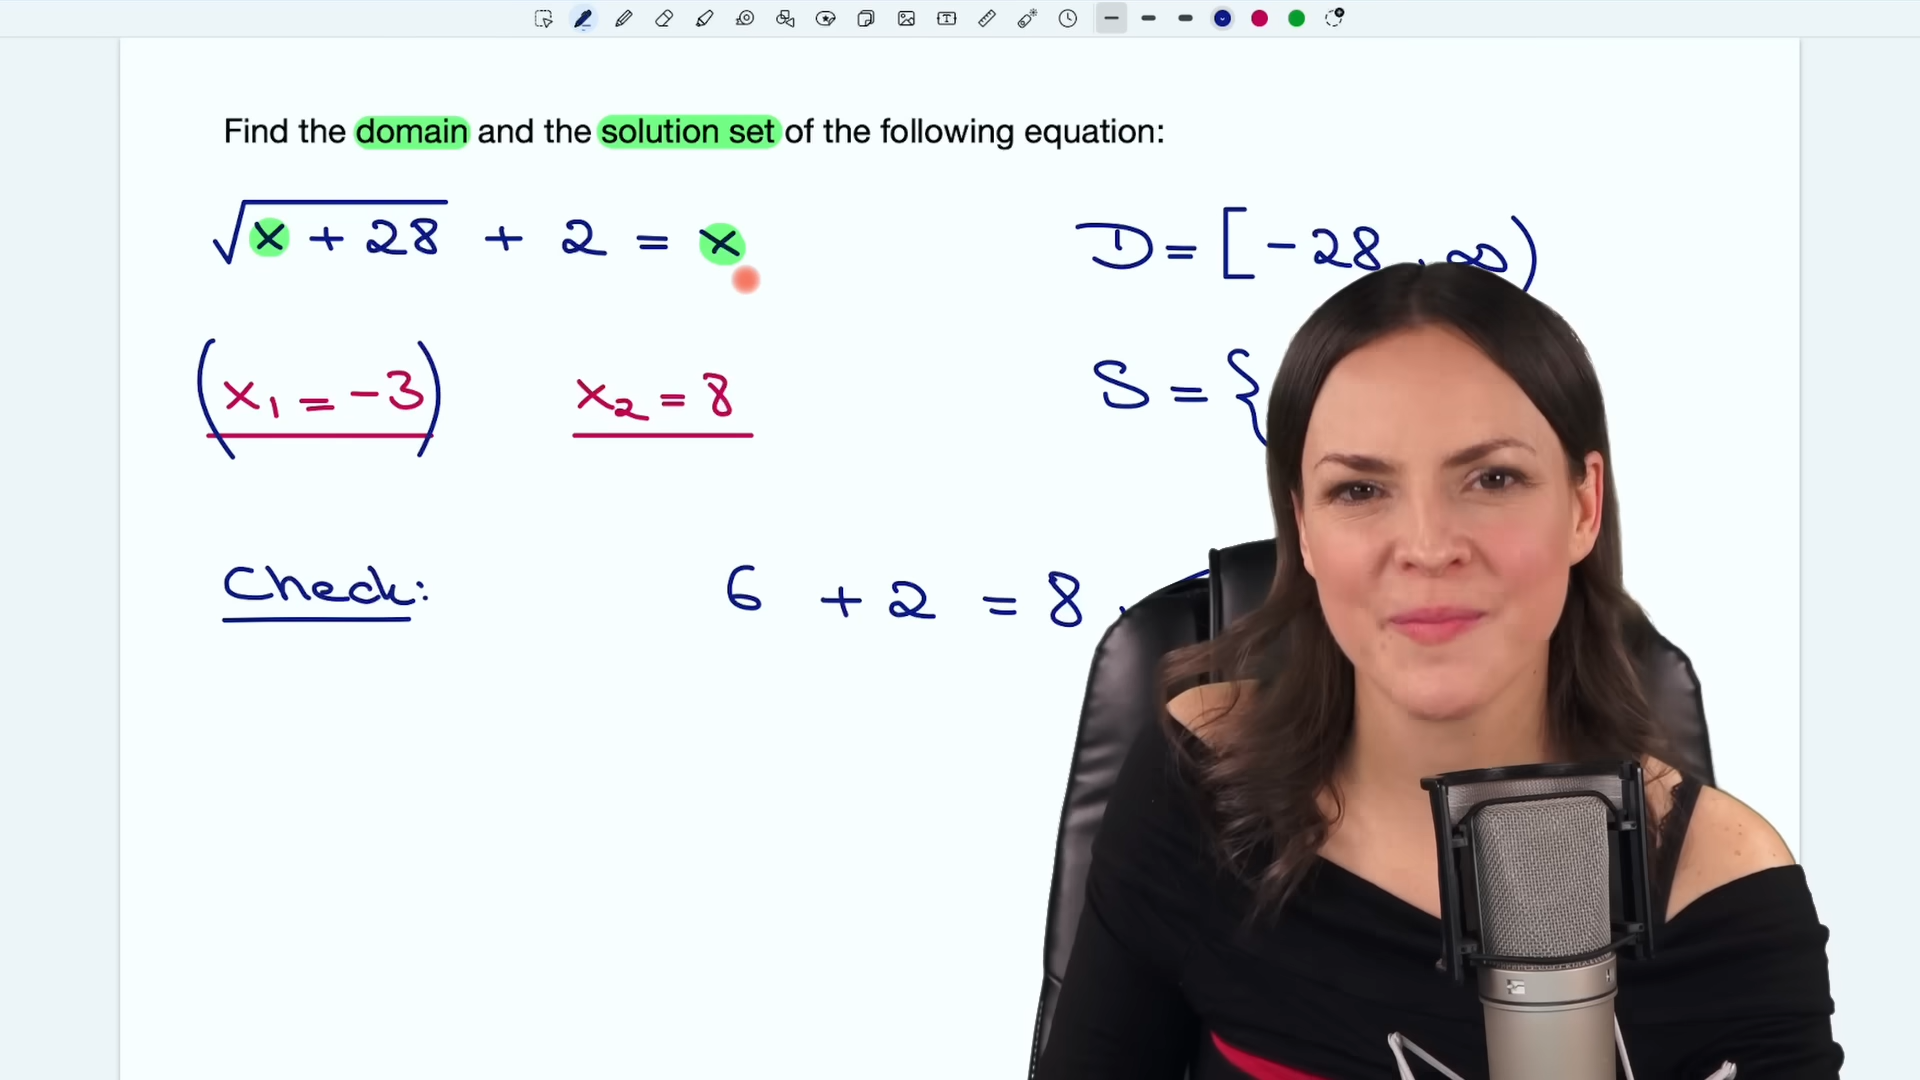 Find the domain and the solution set of the following equation:
√(x + 28) + 2 = x
D = [-28, ∞)
(x₁ = -3) x₂ = 8
S = {
Check: 6 + 2 = 8